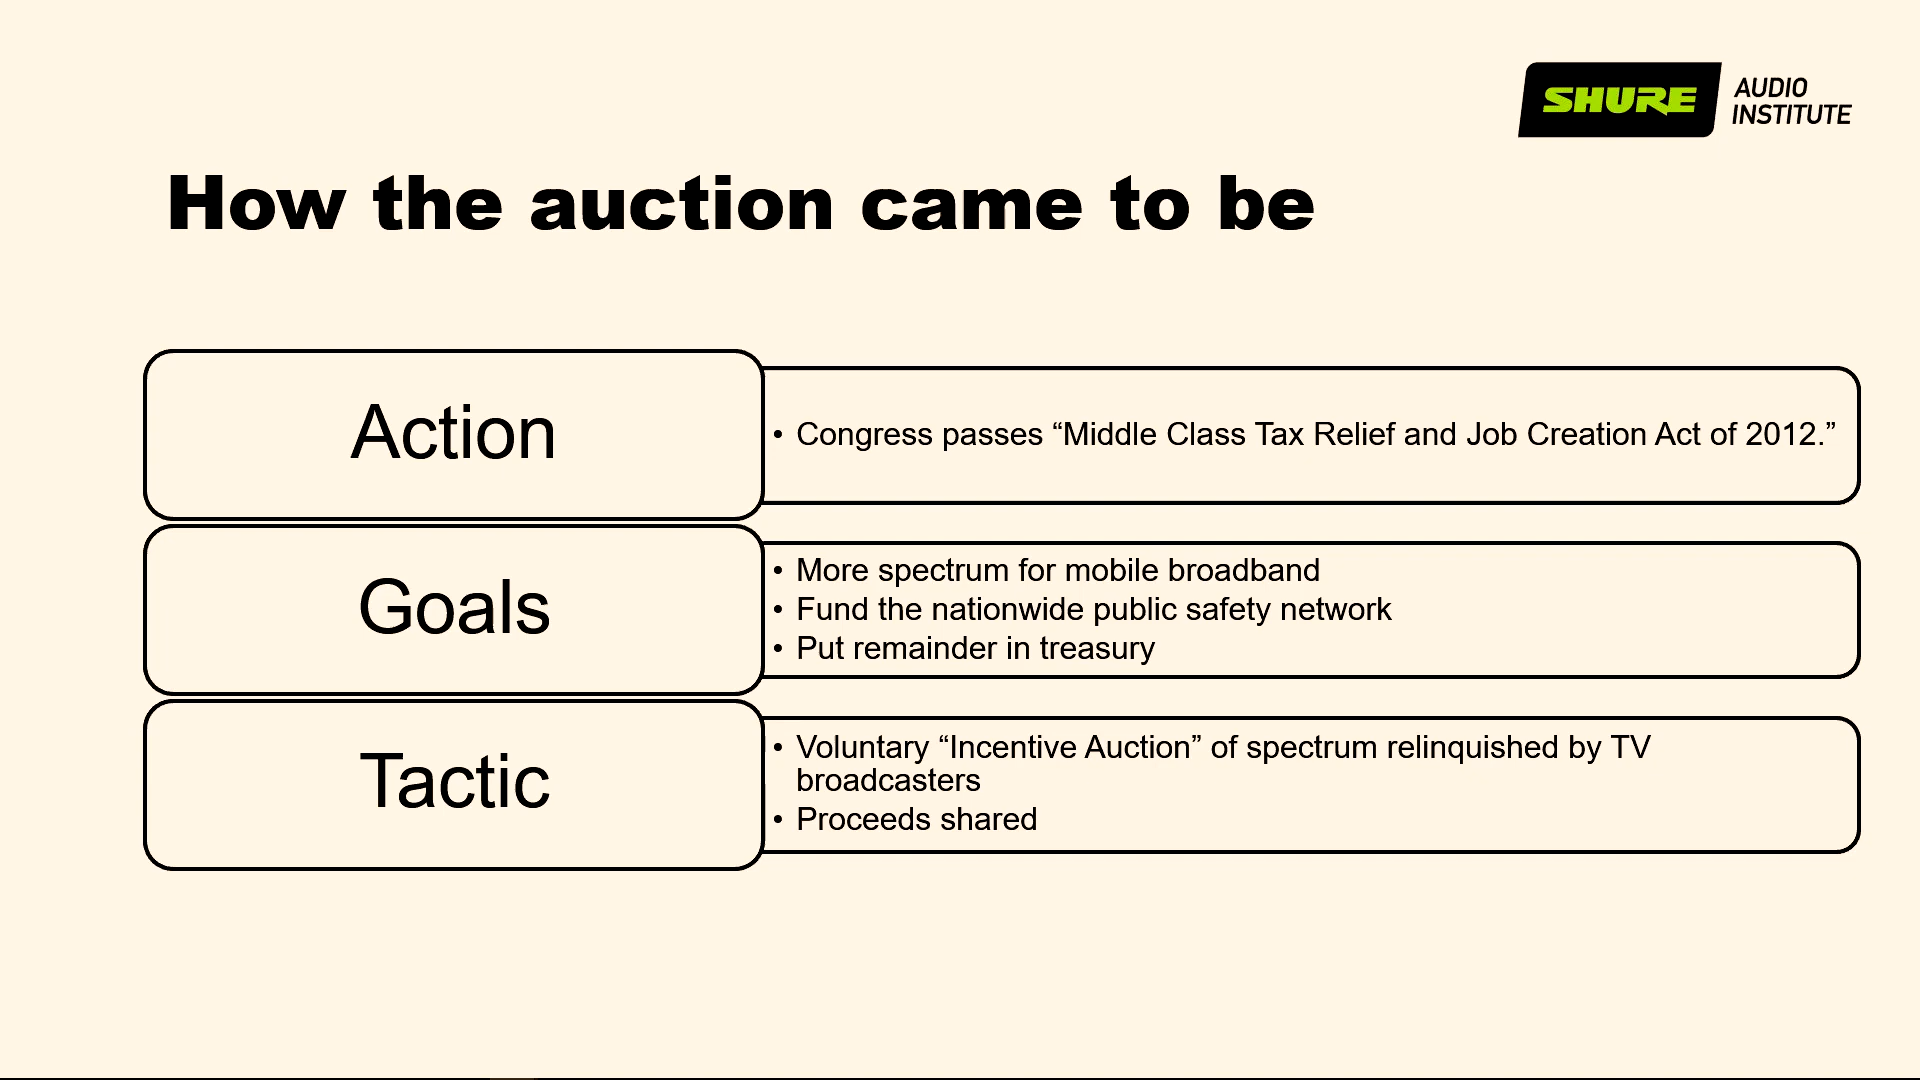 SHURE
AUDIO
INSTITUTE
How the auction came to be
Action
• Congress passes “Middle Class Tax Relief and Job Creation Act of 2012.”
Goals
• More spectrum for mobile broadband
• Fund the nationwide public safety network
• Put remainder in treasury
Tactic
• Voluntary “Incentive Auction” of spectrum relinquished by TV
broadcasters
• Proceeds shared